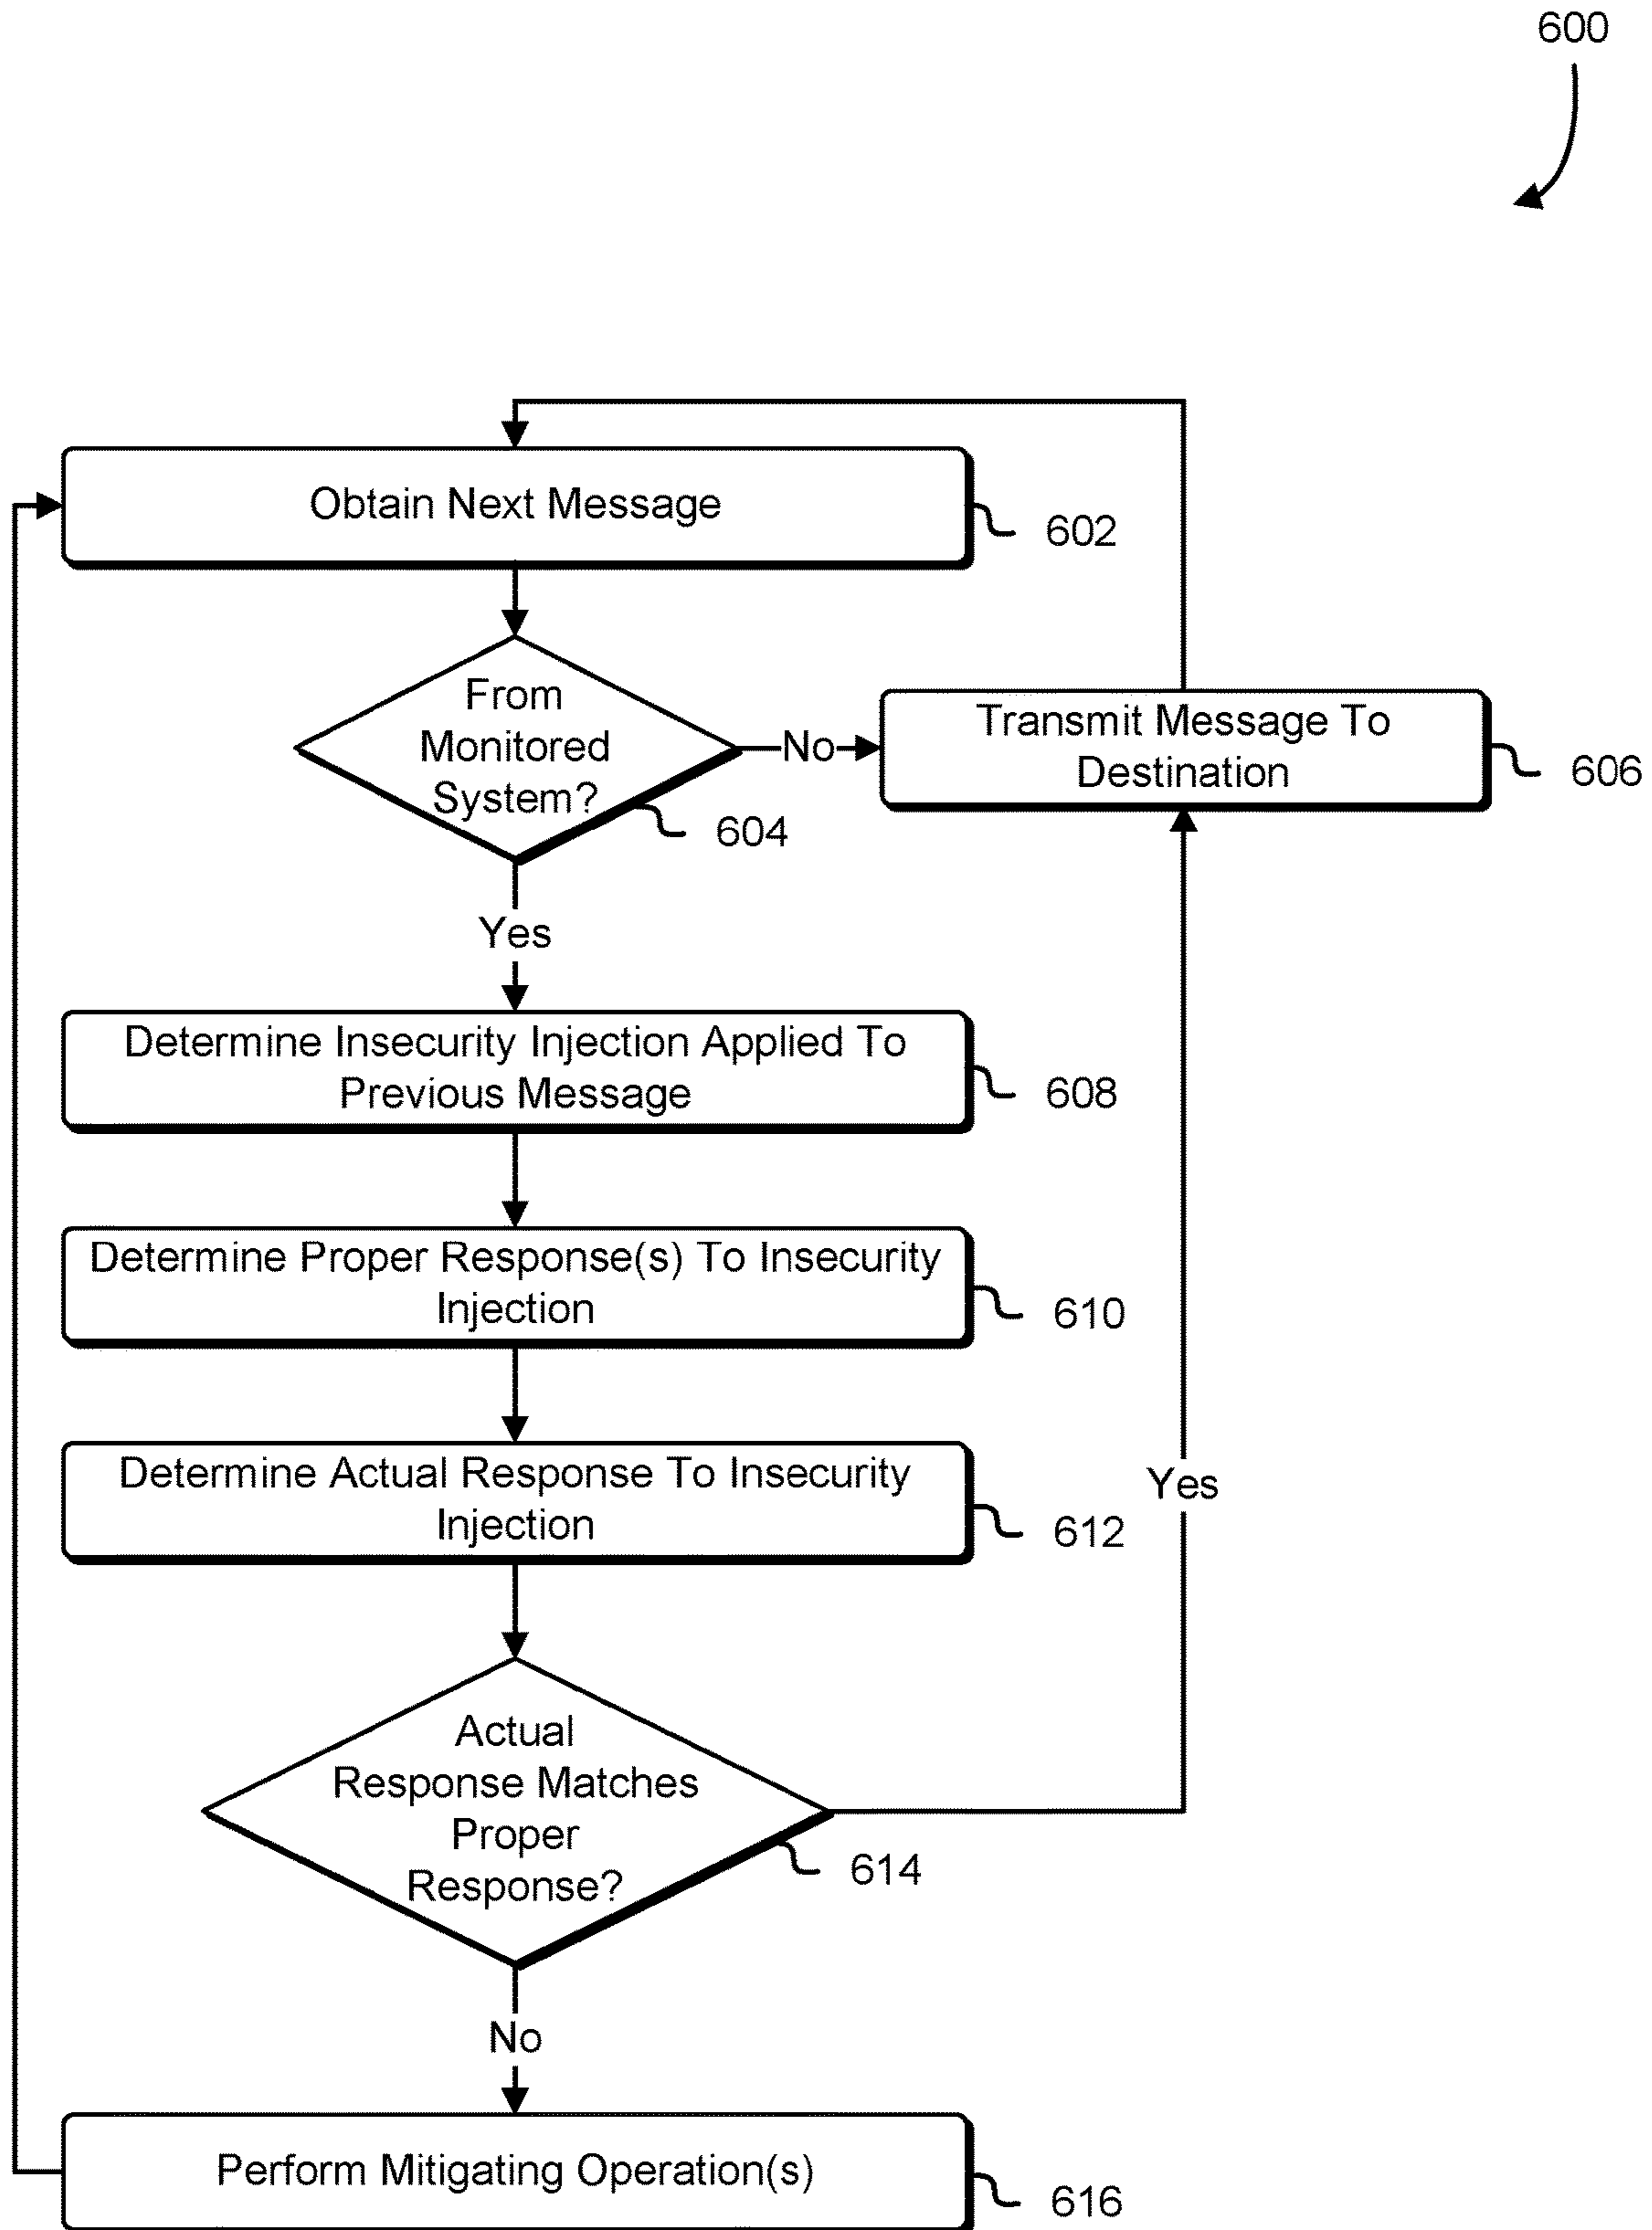 600
Obtain Next Message
602
From
Monitored
System?
604
No
Transmit Message To
Destination
606
Yes
Determine Insecurity Injection Applied To
Previous Message
608
Determine Proper Response(s) To Insecurity
Injection
610
Determine Actual Response To Insecurity
Injection
612
Yes
Actual
Response Matches
Proper
Response?
614
No
Perform Mitigating Operation(s)
616